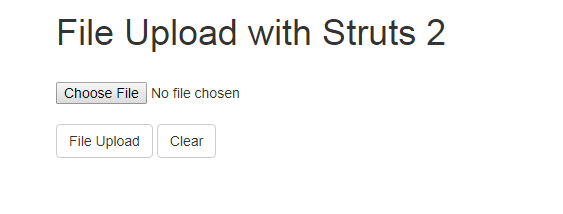 File Upload with Struts 2
Choose File No file chosen
File Upload Clear